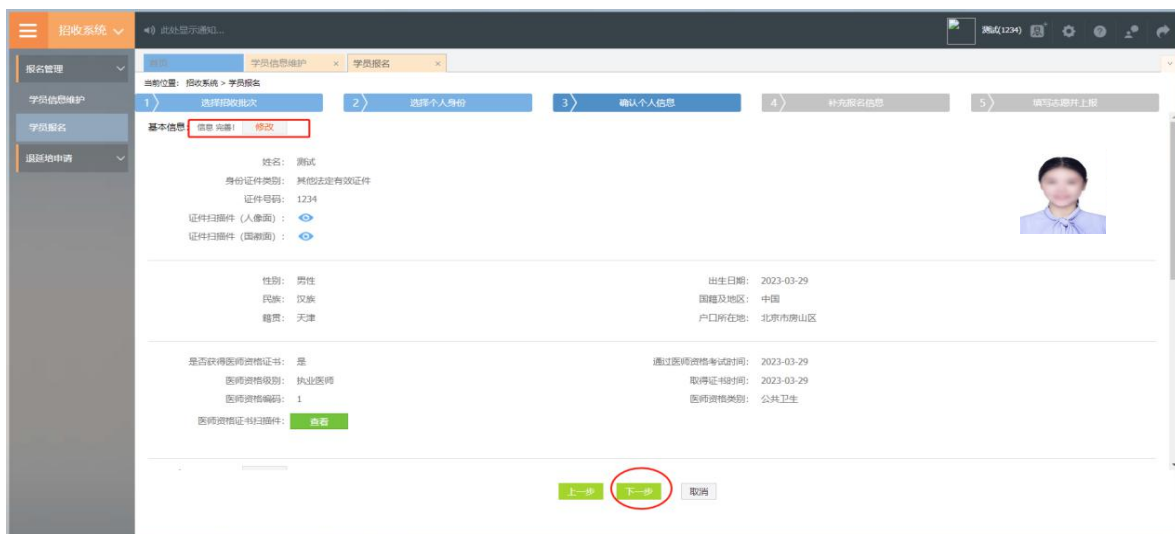 招收系统
此处显示通知...
测试(1234)
报名管理
学员信息维护
学员报名
退延培申请
首页
学员信息维护 ×
学员报名 ×
当前位置: 招收系统 > 学员报名
1 选择招收批次
2 选择个人身份
3 确认个人信息
4 补充报名信息
5 填写志愿并上报
基本信息: 信息 完善! 修改
姓名: 测试
身份证件类别: 其他法定有效证件
证件号码: 1234
证件扫描件 (人像面) :
证件扫描件 (国徽面) :
性别: 男性
出生日期: 2023-03-29
民族: 汉族
国籍及地区: 中国
籍贯: 天津
户口所在地: 北京市房山区
是否获得医师资格证书: 是
通过医师资格考试时间: 2023-03-29
医师资格级别: 执业医师
取得证书时间: 2023-03-29
医师资格编码: 1
医师资格类别: 公共卫生
医师资格证书扫描件: 查看
上一步
下一步
取消